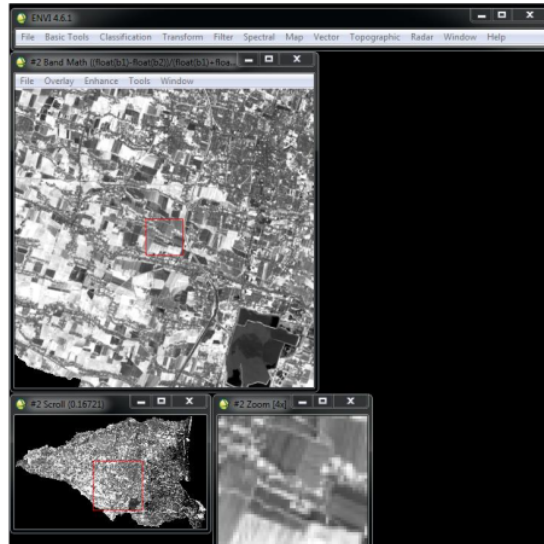 ENVI 4.6.1
File Basic Tools Classification Transform Filter Spectral Map Vector Topographic Radar Window Help
#2 Band Math ((float(b1)-float(b2))/(float(b1)+floa...
File Overlay Enhance Tools Window
#2 Scroll (0.16721)
#2 Zoom [4x]